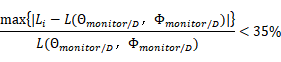 max{|L_i − L(Θ_monitor/D, Φ_monitor/D)|}
L(Θ_monitor/D, Φ_monitor/D)
< 35%